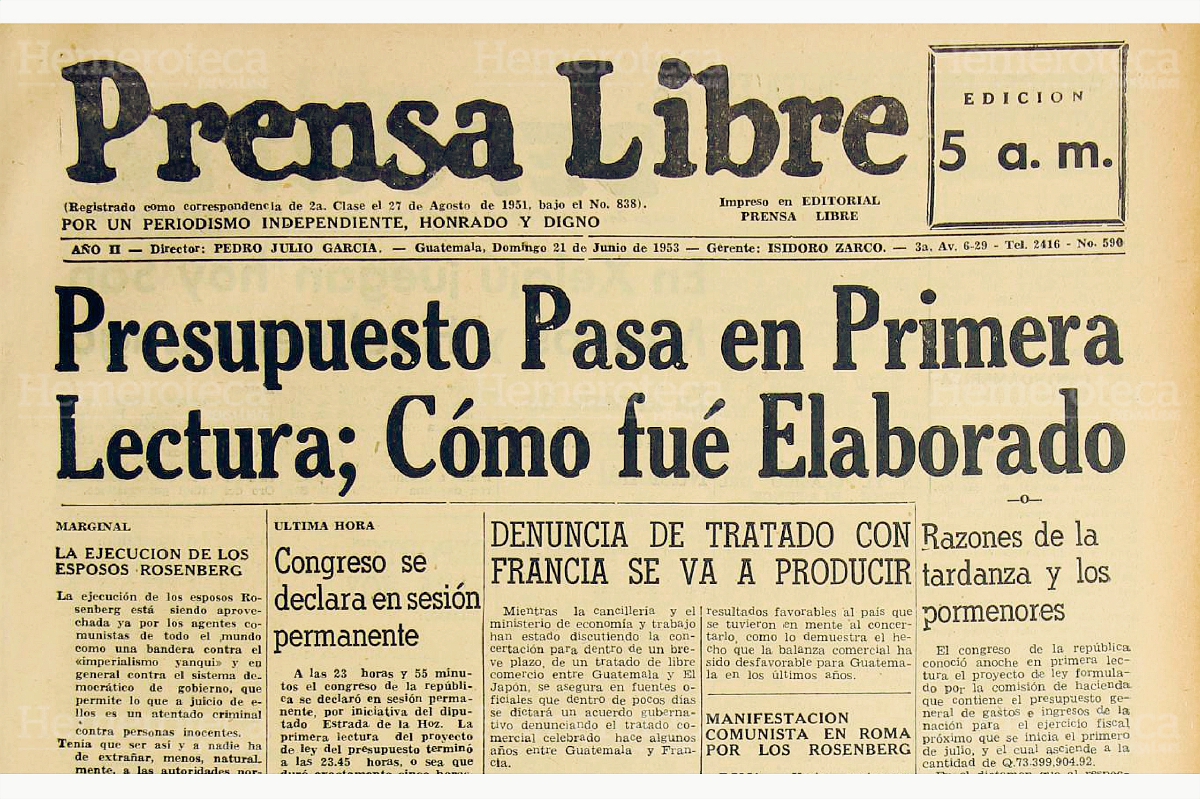 Prensa Libre
EDICION
5 a. m.
(Registrado como correspondencia de 2a. Clase el 27 de Agosto de 1951, bajo el No. 838).
POR UN PERIODISMO INDEPENDIENTE, HONRADO Y DIGNO
Impreso en EDITORIAL
PRENSA LIBRE
AÑO II — Director: PEDRO JULIO GARCIA. — Guatemala, Domingo 21 de Junio de 1953 — Gerente: ISIDORO ZARCO. — 3a. Av. 6-29 - Tel. 2416 - No. 590
Presupuesto Pasa en Primera
Lectura; Cómo fué Elaborado
MARGINAL
LA EJECUCION DE LOS
ESPOSOS ROSENBERG
La ejecución de los esposos Ro-
senberg está siendo aprove-
chada ya por los agentes co-
munistas de todo el mundo
como una bandera contra el
«imperialismo yanqui» y en
general contra el sistema de-
mocrático de gobierno, que
permite lo que a juicio de e-
llos es un atentado criminal
contra personas inocentes.
Tenía que ser así y a nadie ha
de extrañar, menos, natural-
mente, a las autoridades nor-
ULTIMA HORA
Congreso se
declara en sesión
permanente
A las 23 horas y 55 minu-
tos el congreso de la repúbli-
ca se declaró en sesión perma-
nente, por iniciativa del dipu-
tado Estrada de la Hoz. La
primera lectura del proyecto
de ley del presupuesto terminó
a las 23.45 horas, o sea que
duró exactamente cinco horas
DENUNCIA DE TRATADO CON
FRANCIA SE VA A PRODUCIR
Mientras la cancillería y el
ministerio de economía y trabajo
han estado discutiendo la con-
certación para dentro de un bre-
ve plazo, de un tratado de libre
comercio entre Guatemala y El
Japón, se asegura en fuentes o-
ficiales que dentro de pocos días
se dictará un acuerdo guberna-
tivo denunciando el tratado co-
mercial celebrado hace algunos
años entre Guatemala y Fran-
cia.
resultados favorables al país que
se tuvieron en mente al concer-
tarlo, como lo demuestra el he-
cho que la balanza comercial ha
sido desfavorable para Guatema-
la en los últimos años.
MANIFESTACION
COMUNISTA EN ROMA
POR LOS ROSENBERG
—o—
Razones de la
tardanza y los
pormenores
El congreso de la república
conoció anoche en primera lec-
tura el proyecto de ley formula-
do por la comisión de hacienda
que contiene el presupuesto ge-
neral de gastos e ingresos de la
nación para el ejercicio fiscal
próximo que se inicia el primero
de julio, y el cual asciende a la
cantidad de Q.73.399,904.92.
En el dictamen que al respec-
Hemeroteca
Hemeroteca
Hemeroteca